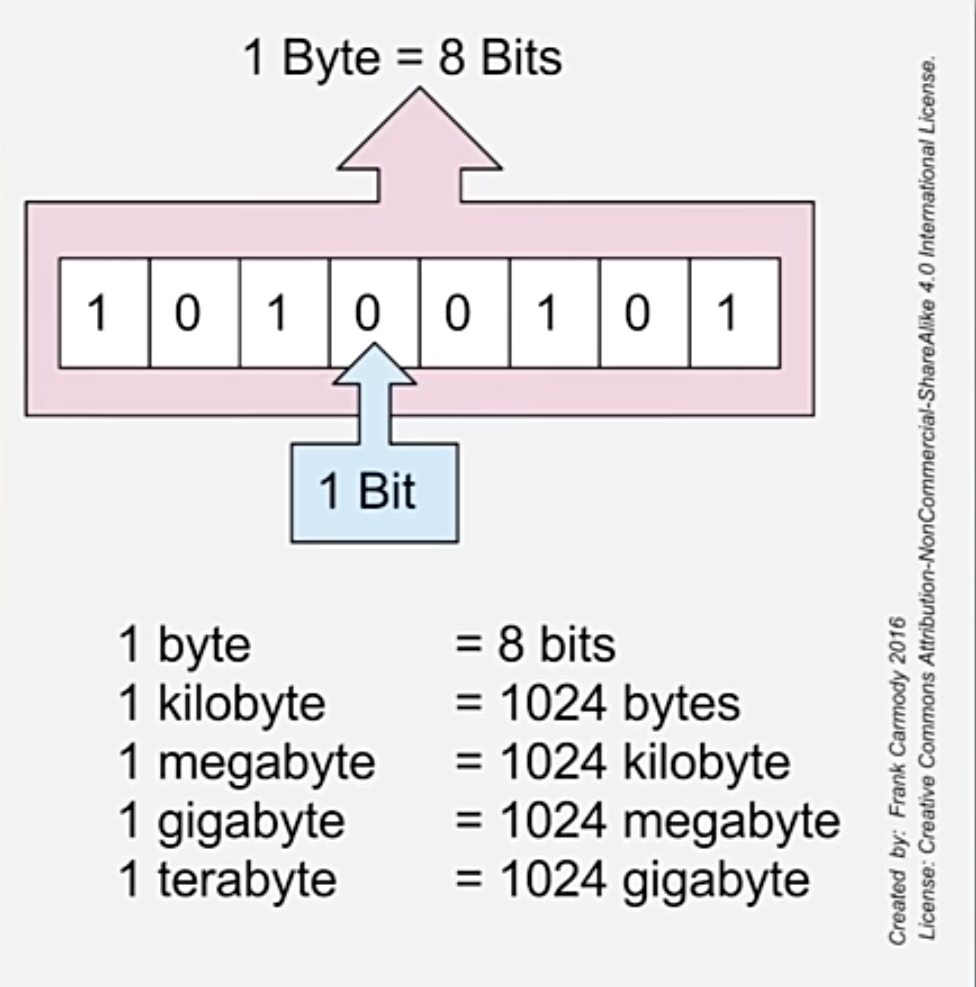 1 Byte = 8 Bits
1 0 1 0 0 1 0 1
1 Bit
1 byte = 8 bits
1 kilobyte = 1024 bytes
1 megabyte = 1024 kilobyte
1 gigabyte = 1024 megabyte
1 terabyte = 1024 gigabyte
Created by: Frank Carmody 2016
License: Creative Commons Attribution-NonCommercial-ShareAlike 4.0 International License.